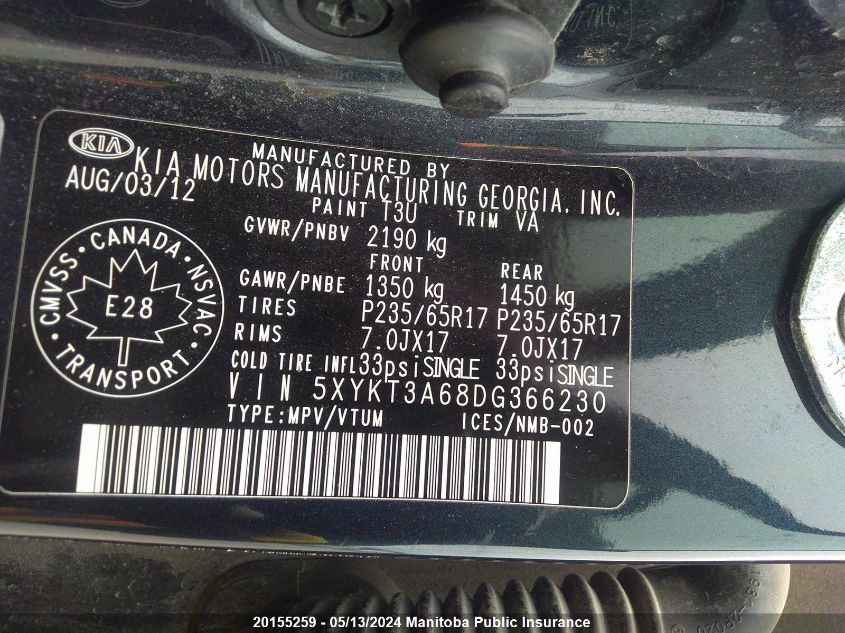 KIA
MANUFACTURED BY
KIA MOTORS MANUFACTURING GEORGIA, INC.
AUG/03/12
PAINT T3U TRIM VA
GVWR/PNBV 2190 kg
FRONT REAR
GAWR/PNBE 1350 kg 1450 kg
TIRES P235/65R17 P235/65R17
RIMS 7.0JX17 7.0JX17
COLD TIRE INFL 33psiSINGLE 33psiSINGLE
VIN 5XYKT3A68DG366230
TYPE:MPV/VTUM ICES/NMB-002
CMVSS · CANADA · NSVAC
E28
· TRANSPORT ·
20155259 - 05/13/2024 Manitoba Public Insurance